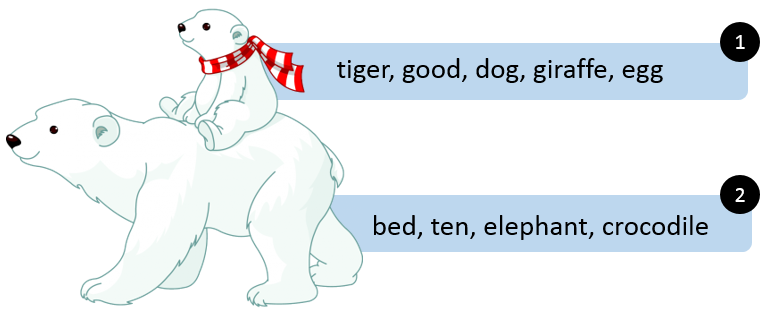 1
tiger, good, dog, giraffe, egg
2
bed, ten, elephant, crocodile